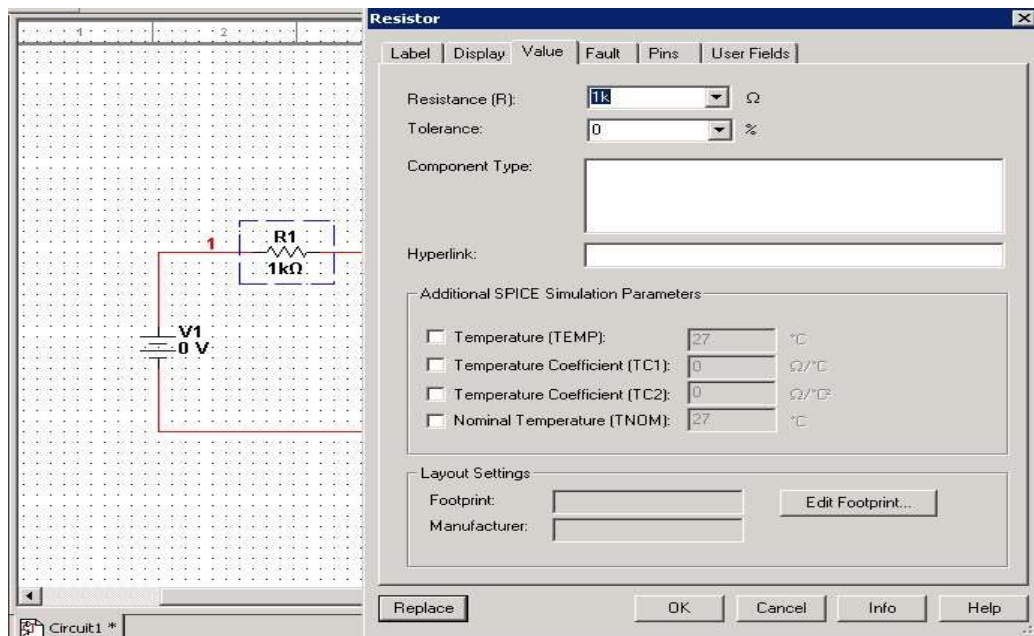 1 2
1
R1
1kΩ
V1
0 V
Circuit1 *
Resistor
Label Display Value Fault Pins User Fields
Resistance (R): 1k Ω
Tolerance: 0 %
Component Type:
Hyperlink:
Additional SPICE Simulation Parameters
Temperature (TEMP): 27 °C
Temperature Coefficient (TC1): 0 Ω/°C
Temperature Coefficient (TC2): 0 Ω/°C²
Nominal Temperature (TNOM): 27 °C
Layout Settings
Footprint: Edit Footprint...
Manufacturer:
Replace OK Cancel Info Help